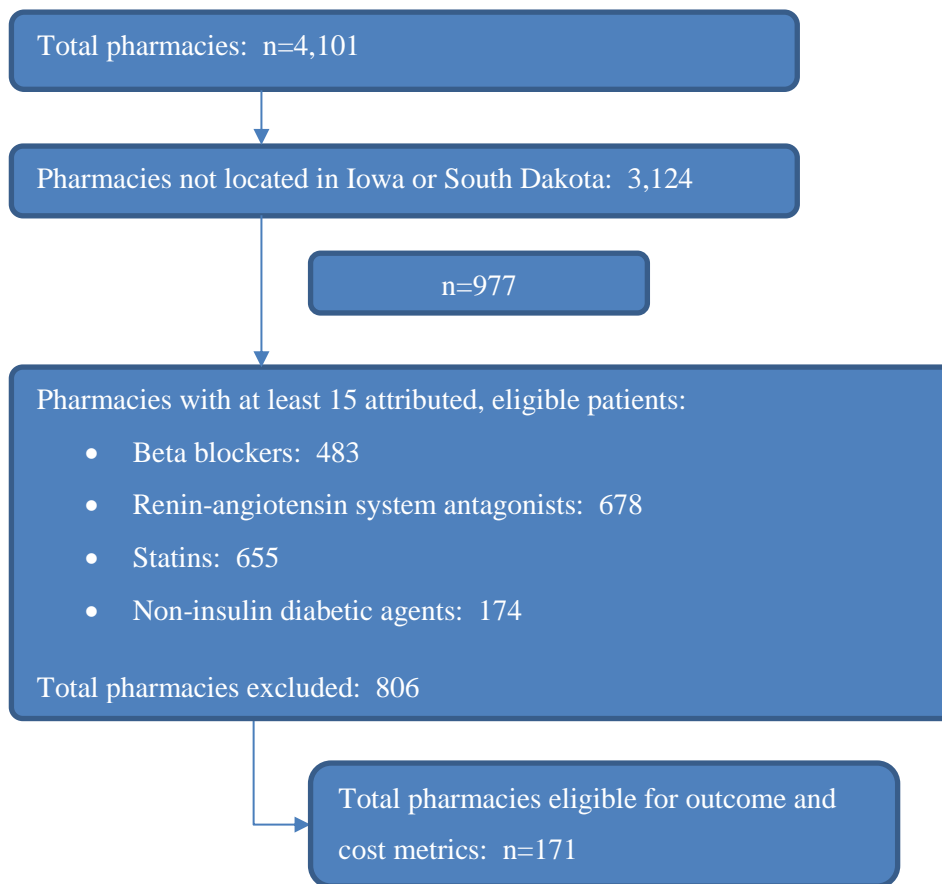 Total pharmacies: n=4,101
Pharmacies not located in Iowa or South Dakota: 3,124
n=977
Pharmacies with at least 15 attributed, eligible patients:
• Beta blockers: 483
• Renin-angiotensin system antagonists: 678
• Statins: 655
• Non-insulin diabetic agents: 174
Total pharmacies excluded: 806
Total pharmacies eligible for outcome and
cost metrics: n=171